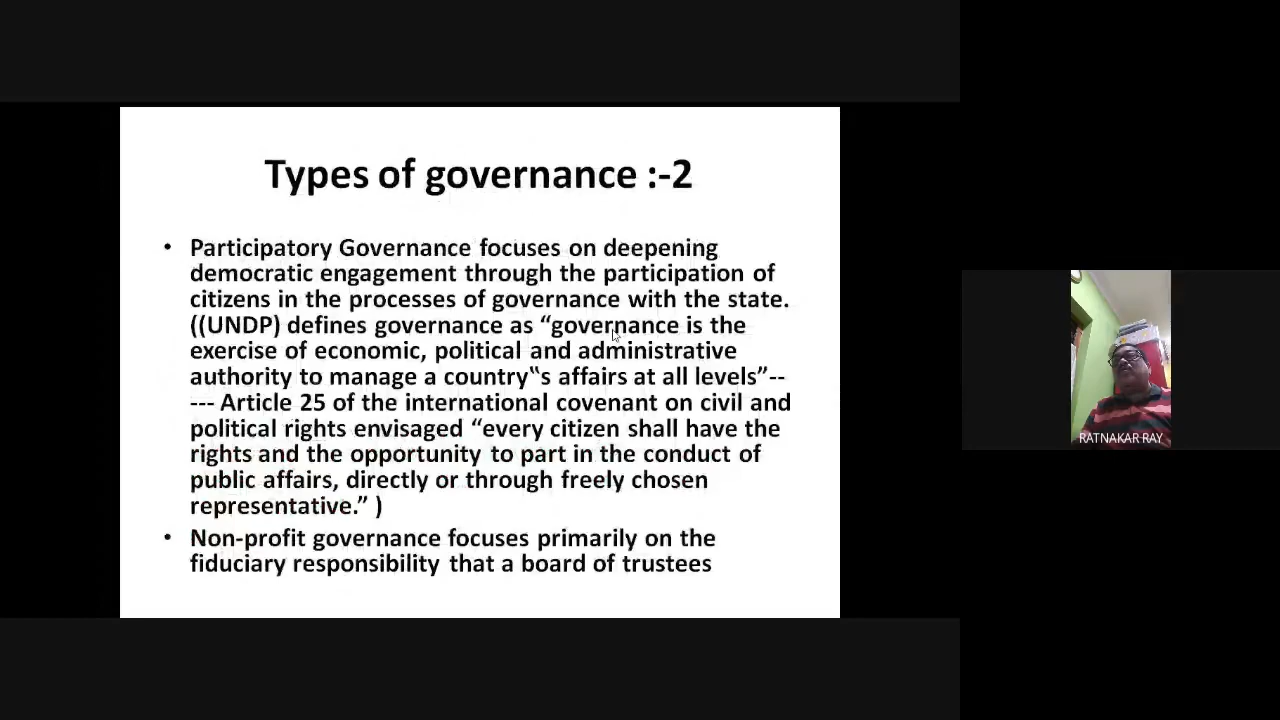 Types of governance :-2
• Participatory Governance focuses on deepening
democratic engagement through the participation of
citizens in the processes of governance with the state.
((UNDP) defines governance as “governance is the
exercise of economic, political and administrative
authority to manage a country‟s affairs at all levels”--
--- Article 25 of the international covenant on civil and
political rights envisaged “every citizen shall have the
rights and the opportunity to part in the conduct of
public affairs, directly or through freely chosen
representative.” )
• Non-profit governance focuses primarily on the
fiduciary responsibility that a board of trustees
RATNAKAR RAY